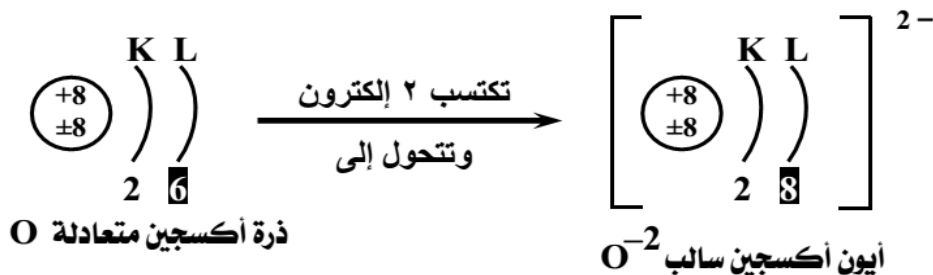 2 –
K L K L
+8 تكتسب ٢ إلكترون +8
±8 وتتحول إلى ±8
2 6 2 8
ذرة أكسجين متعادلة O
أيون أكسجين سالب O–2